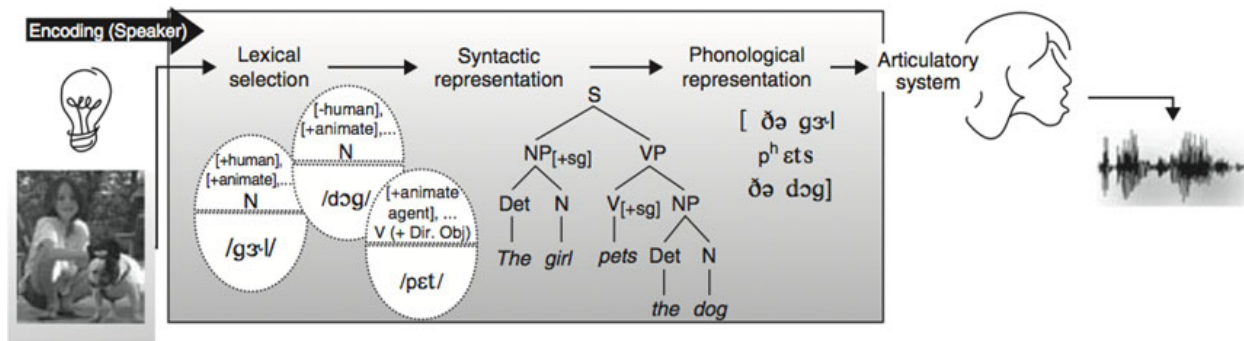 Encoding (Speaker)
Lexical
selection
Syntactic
representation
Phonological
representation
Articulatory
system
[+human],
[+animate],...
N
/gɝl/
[-human],
[+animate],...
N
/dɔg/
[+animate
agent], ...
V (+ Dir. Obj)
/pɛt/
S
NP[+sg] VP
Det N V[+sg] NP
The girl pets Det N
the dog
[ ðə gɝl
pʰ ɛts
ðə dɔg]